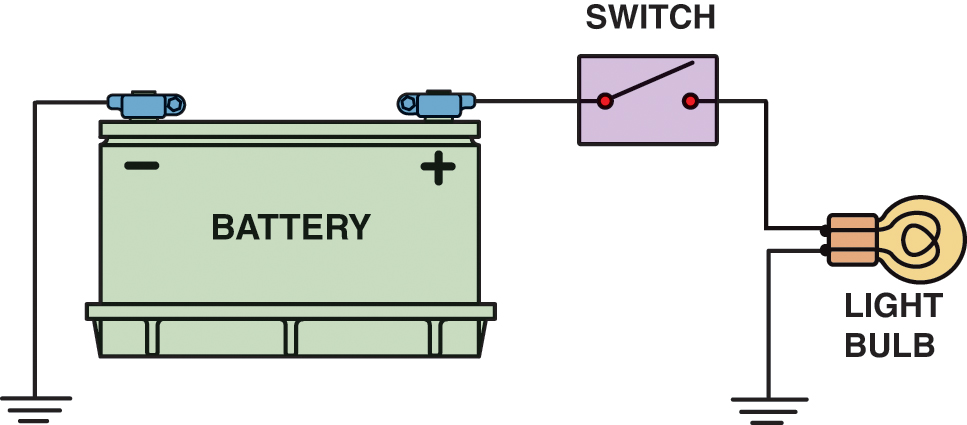 SWITCH
− +
BATTERY
LIGHT
BULB